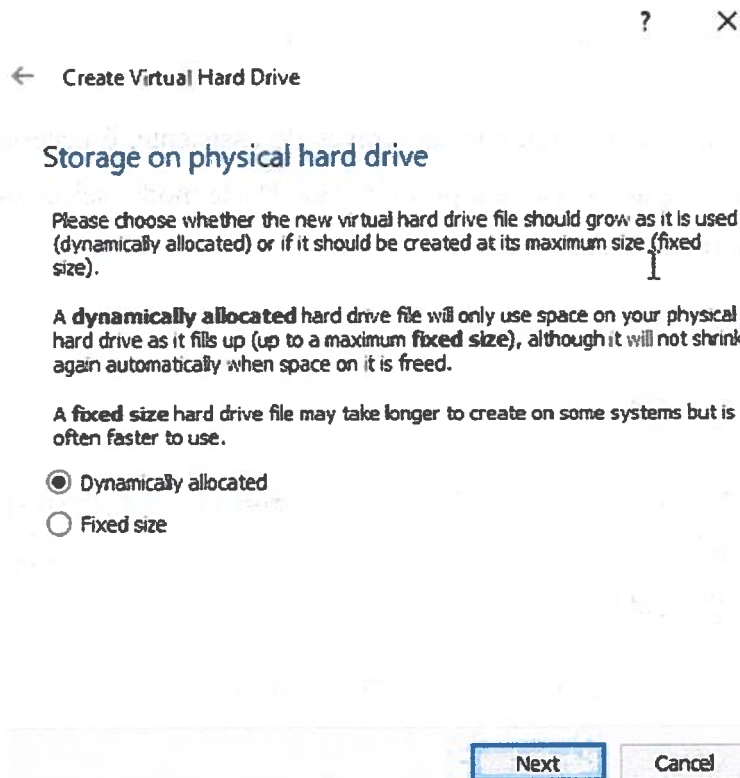 ?
×
← Create Virtual Hard Drive
Storage on physical hard drive
Please choose whether the new virtual hard drive file should grow as it is used
(dynamically allocated) or if it should be created at its maximum size (fixed
size).
A dynamically allocated hard drive file will only use space on your physical
hard drive as it fills up (up to a maximum fixed size), although it will not shrink
again automatically when space on it is freed.
A fixed size hard drive file may take longer to create on some systems but is
often faster to use.
Dynamically allocated
Fixed size
Next
Cancel